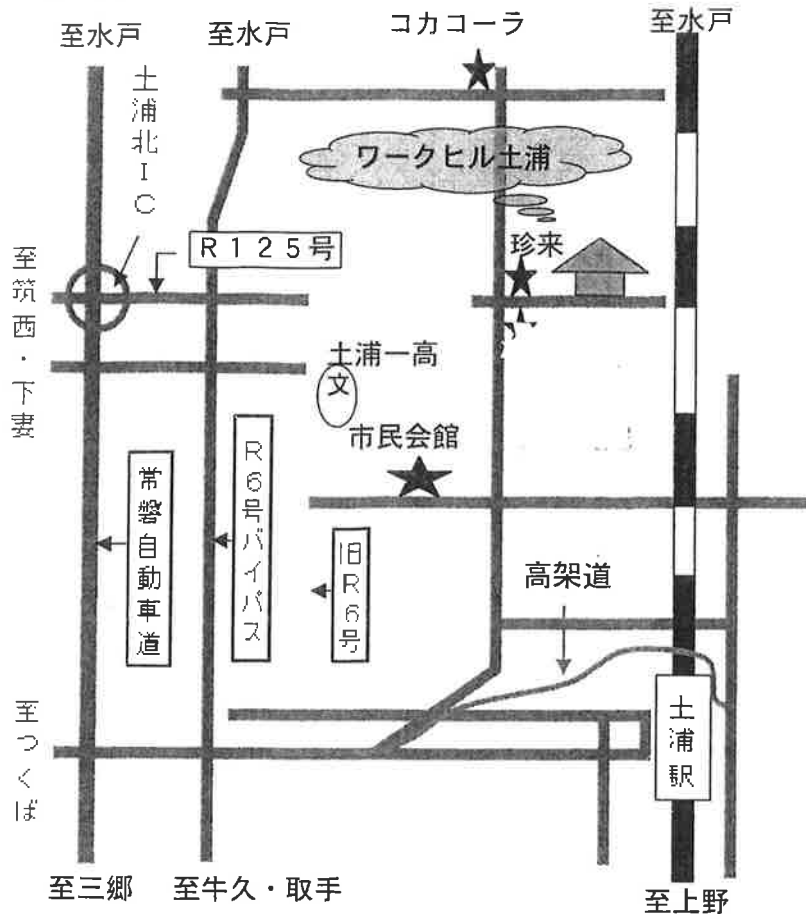 至水戸
至水戸
コカコーラ
至水戸
土浦北IC
ワークヒル土浦
R125号
珍来
至筑西・下妻
土浦一高
文
市民会館
常磐自動車道
R6号バイパス
旧R6号
高架道
至つくば
土浦駅
至三郷
至牛久・取手
至上野